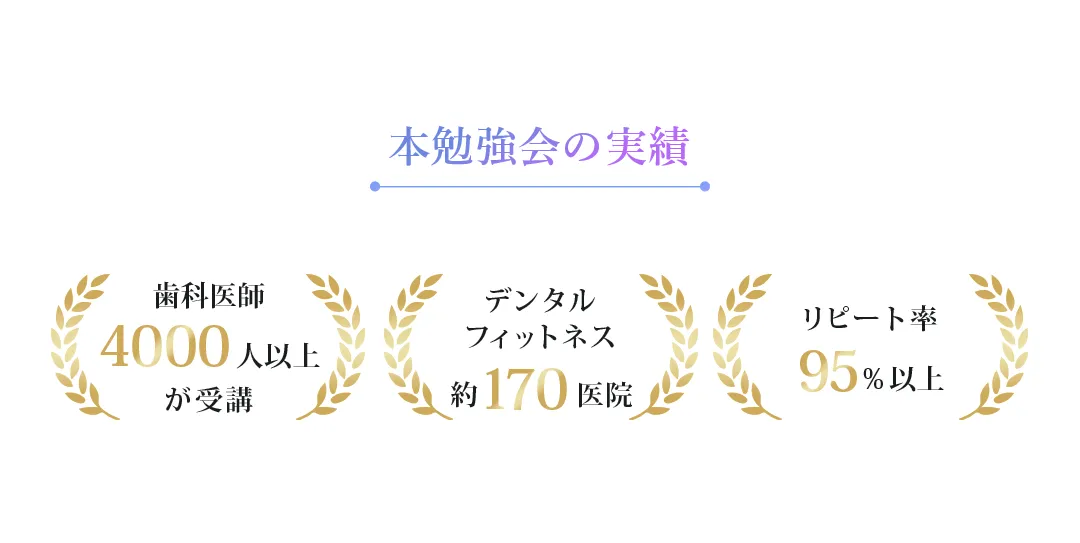 本勉強会の実績
歯科医師
4000人以上
が受講
デンタル
フィットネス
約170医院
リピート率
95%以上